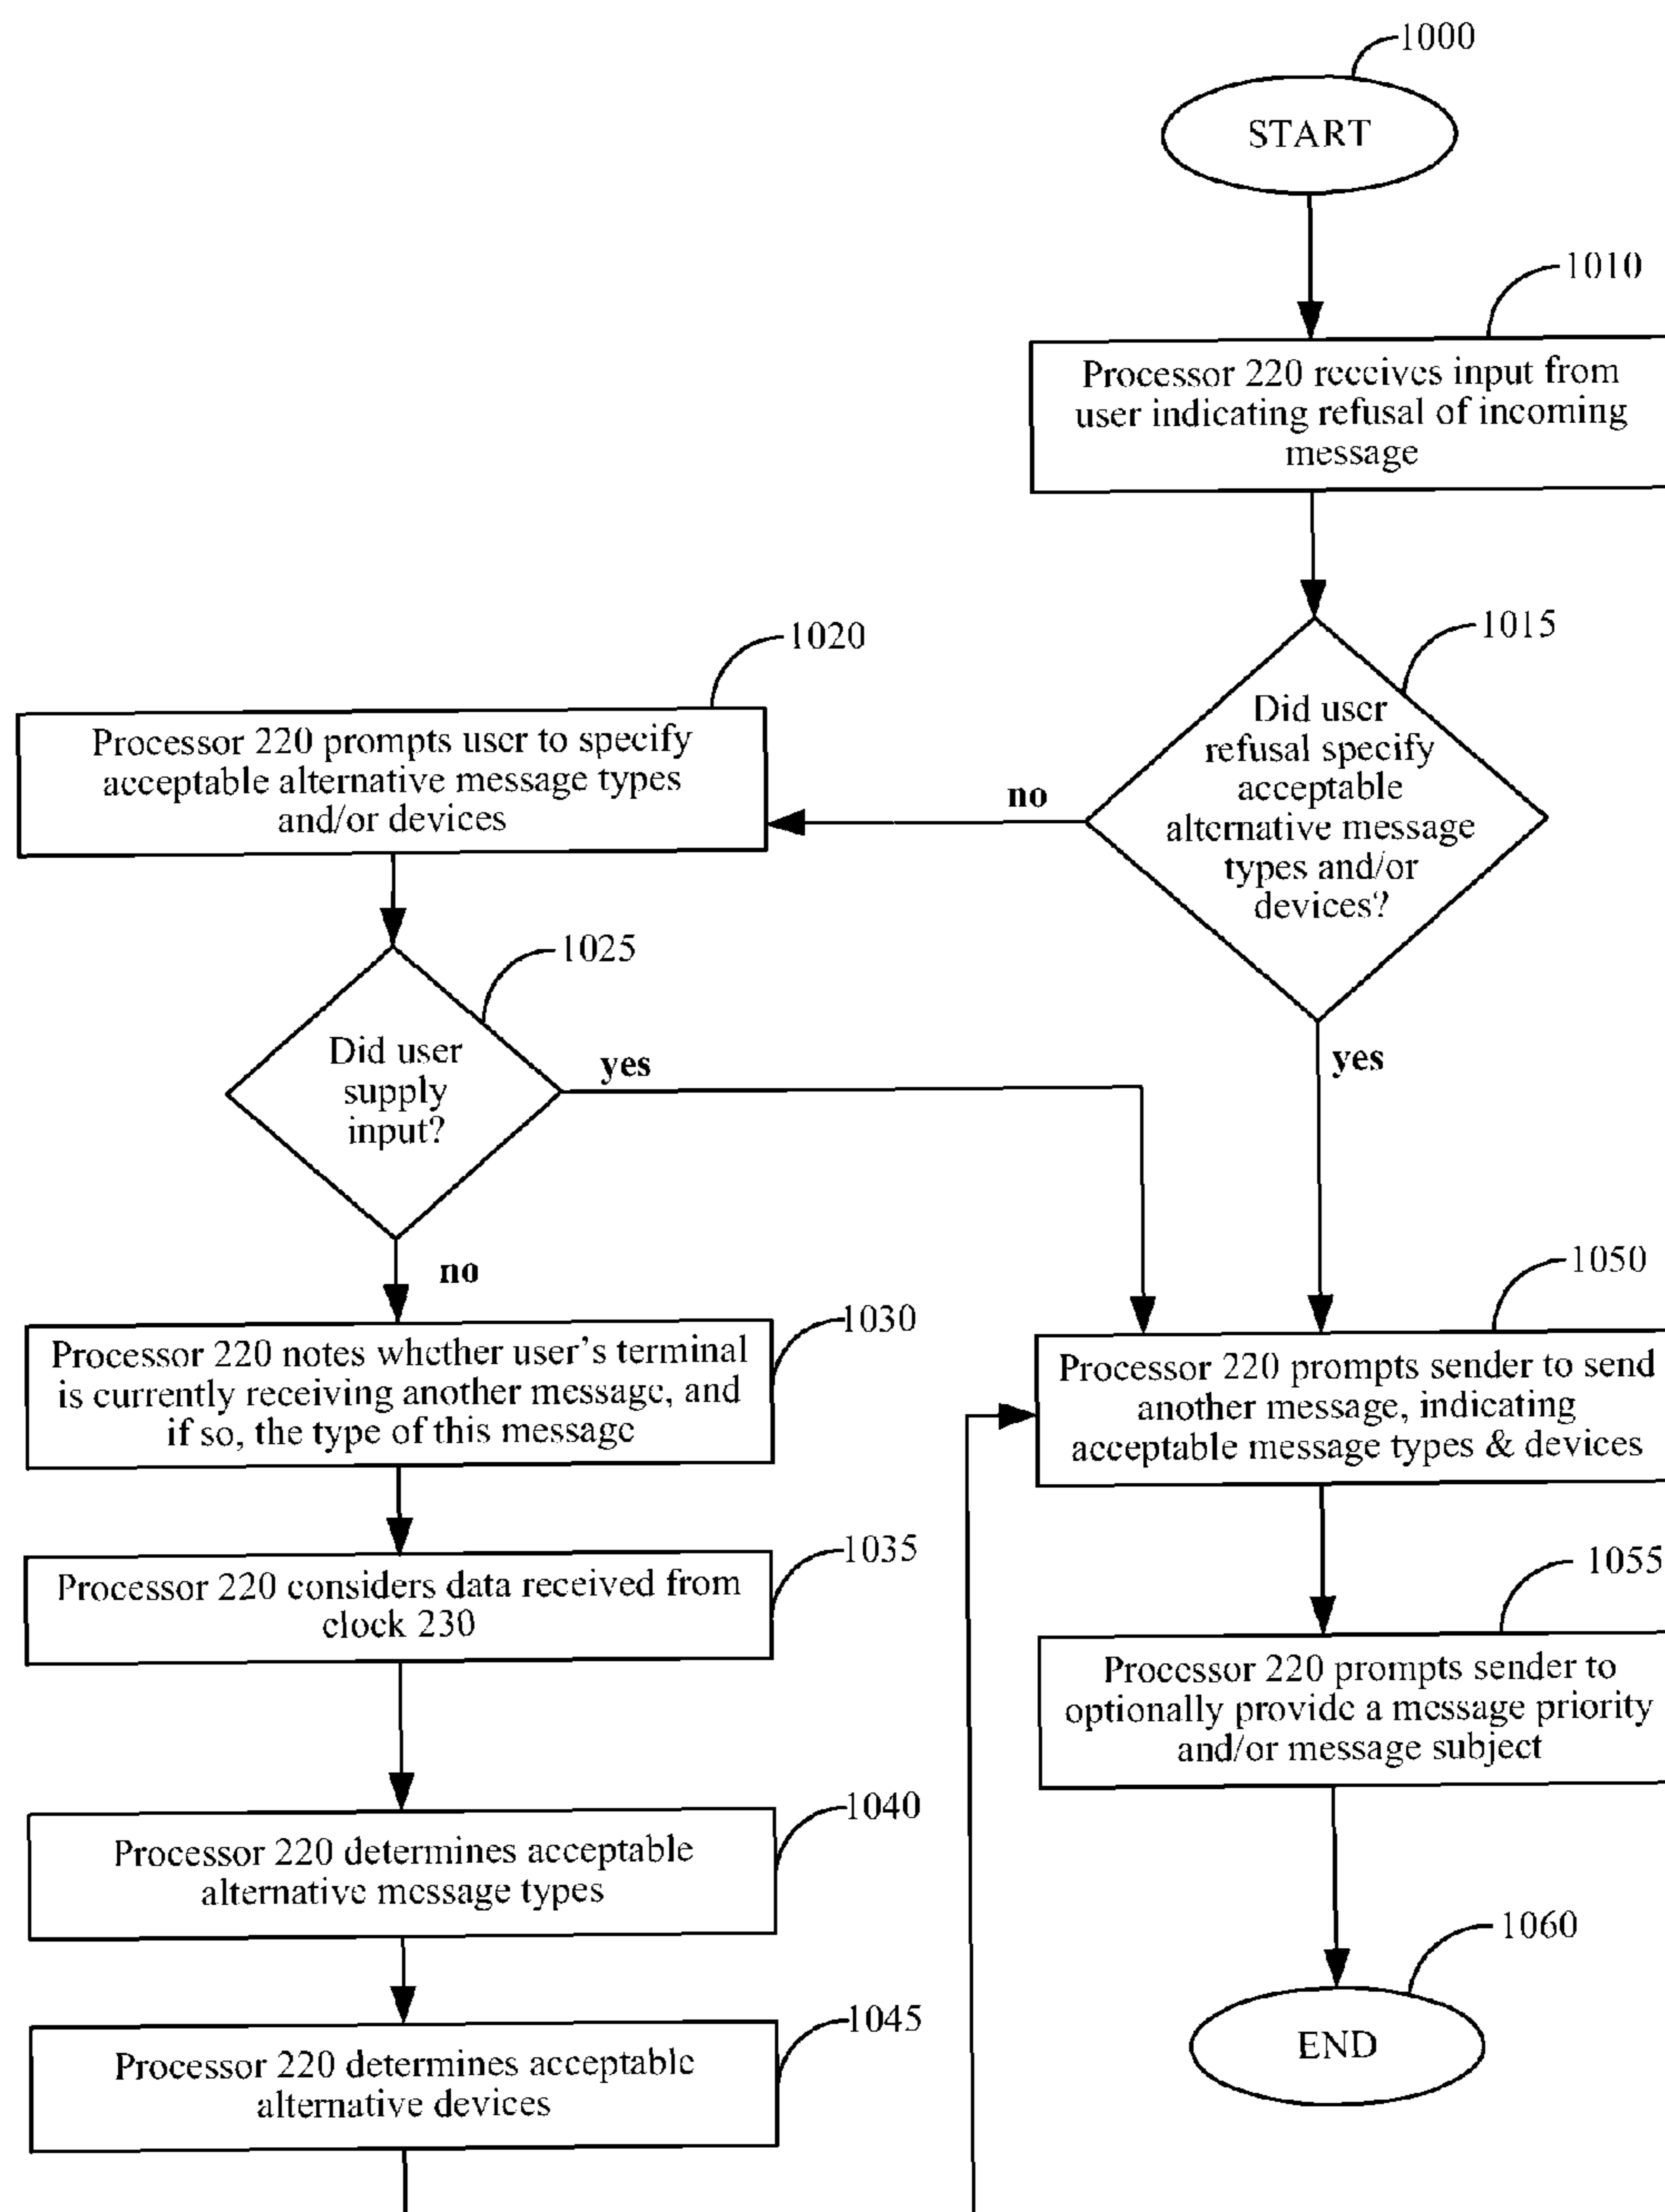 1000
START
1010
Processor 220 receives input from
user indicating refusal of incoming
message
1015
Did user
refusal specify
acceptable
alternative message
types and/or
devices?
no
yes
1020
Processor 220 prompts user to specify
acceptable alternative message types
and/or devices
1025
Did user
supply
input?
yes
no
1030
Processor 220 notes whether user's terminal
is currently receiving another message, and
if so, the type of this message
1035
Processor 220 considers data received from
clock 230
1040
Processor 220 determines acceptable
alternative message types
1045
Processor 220 determines acceptable
alternative devices
1050
Processor 220 prompts sender to send
another message, indicating
acceptable message types & devices
1055
Processor 220 prompts sender to
optionally provide a message priority
and/or message subject
1060
END